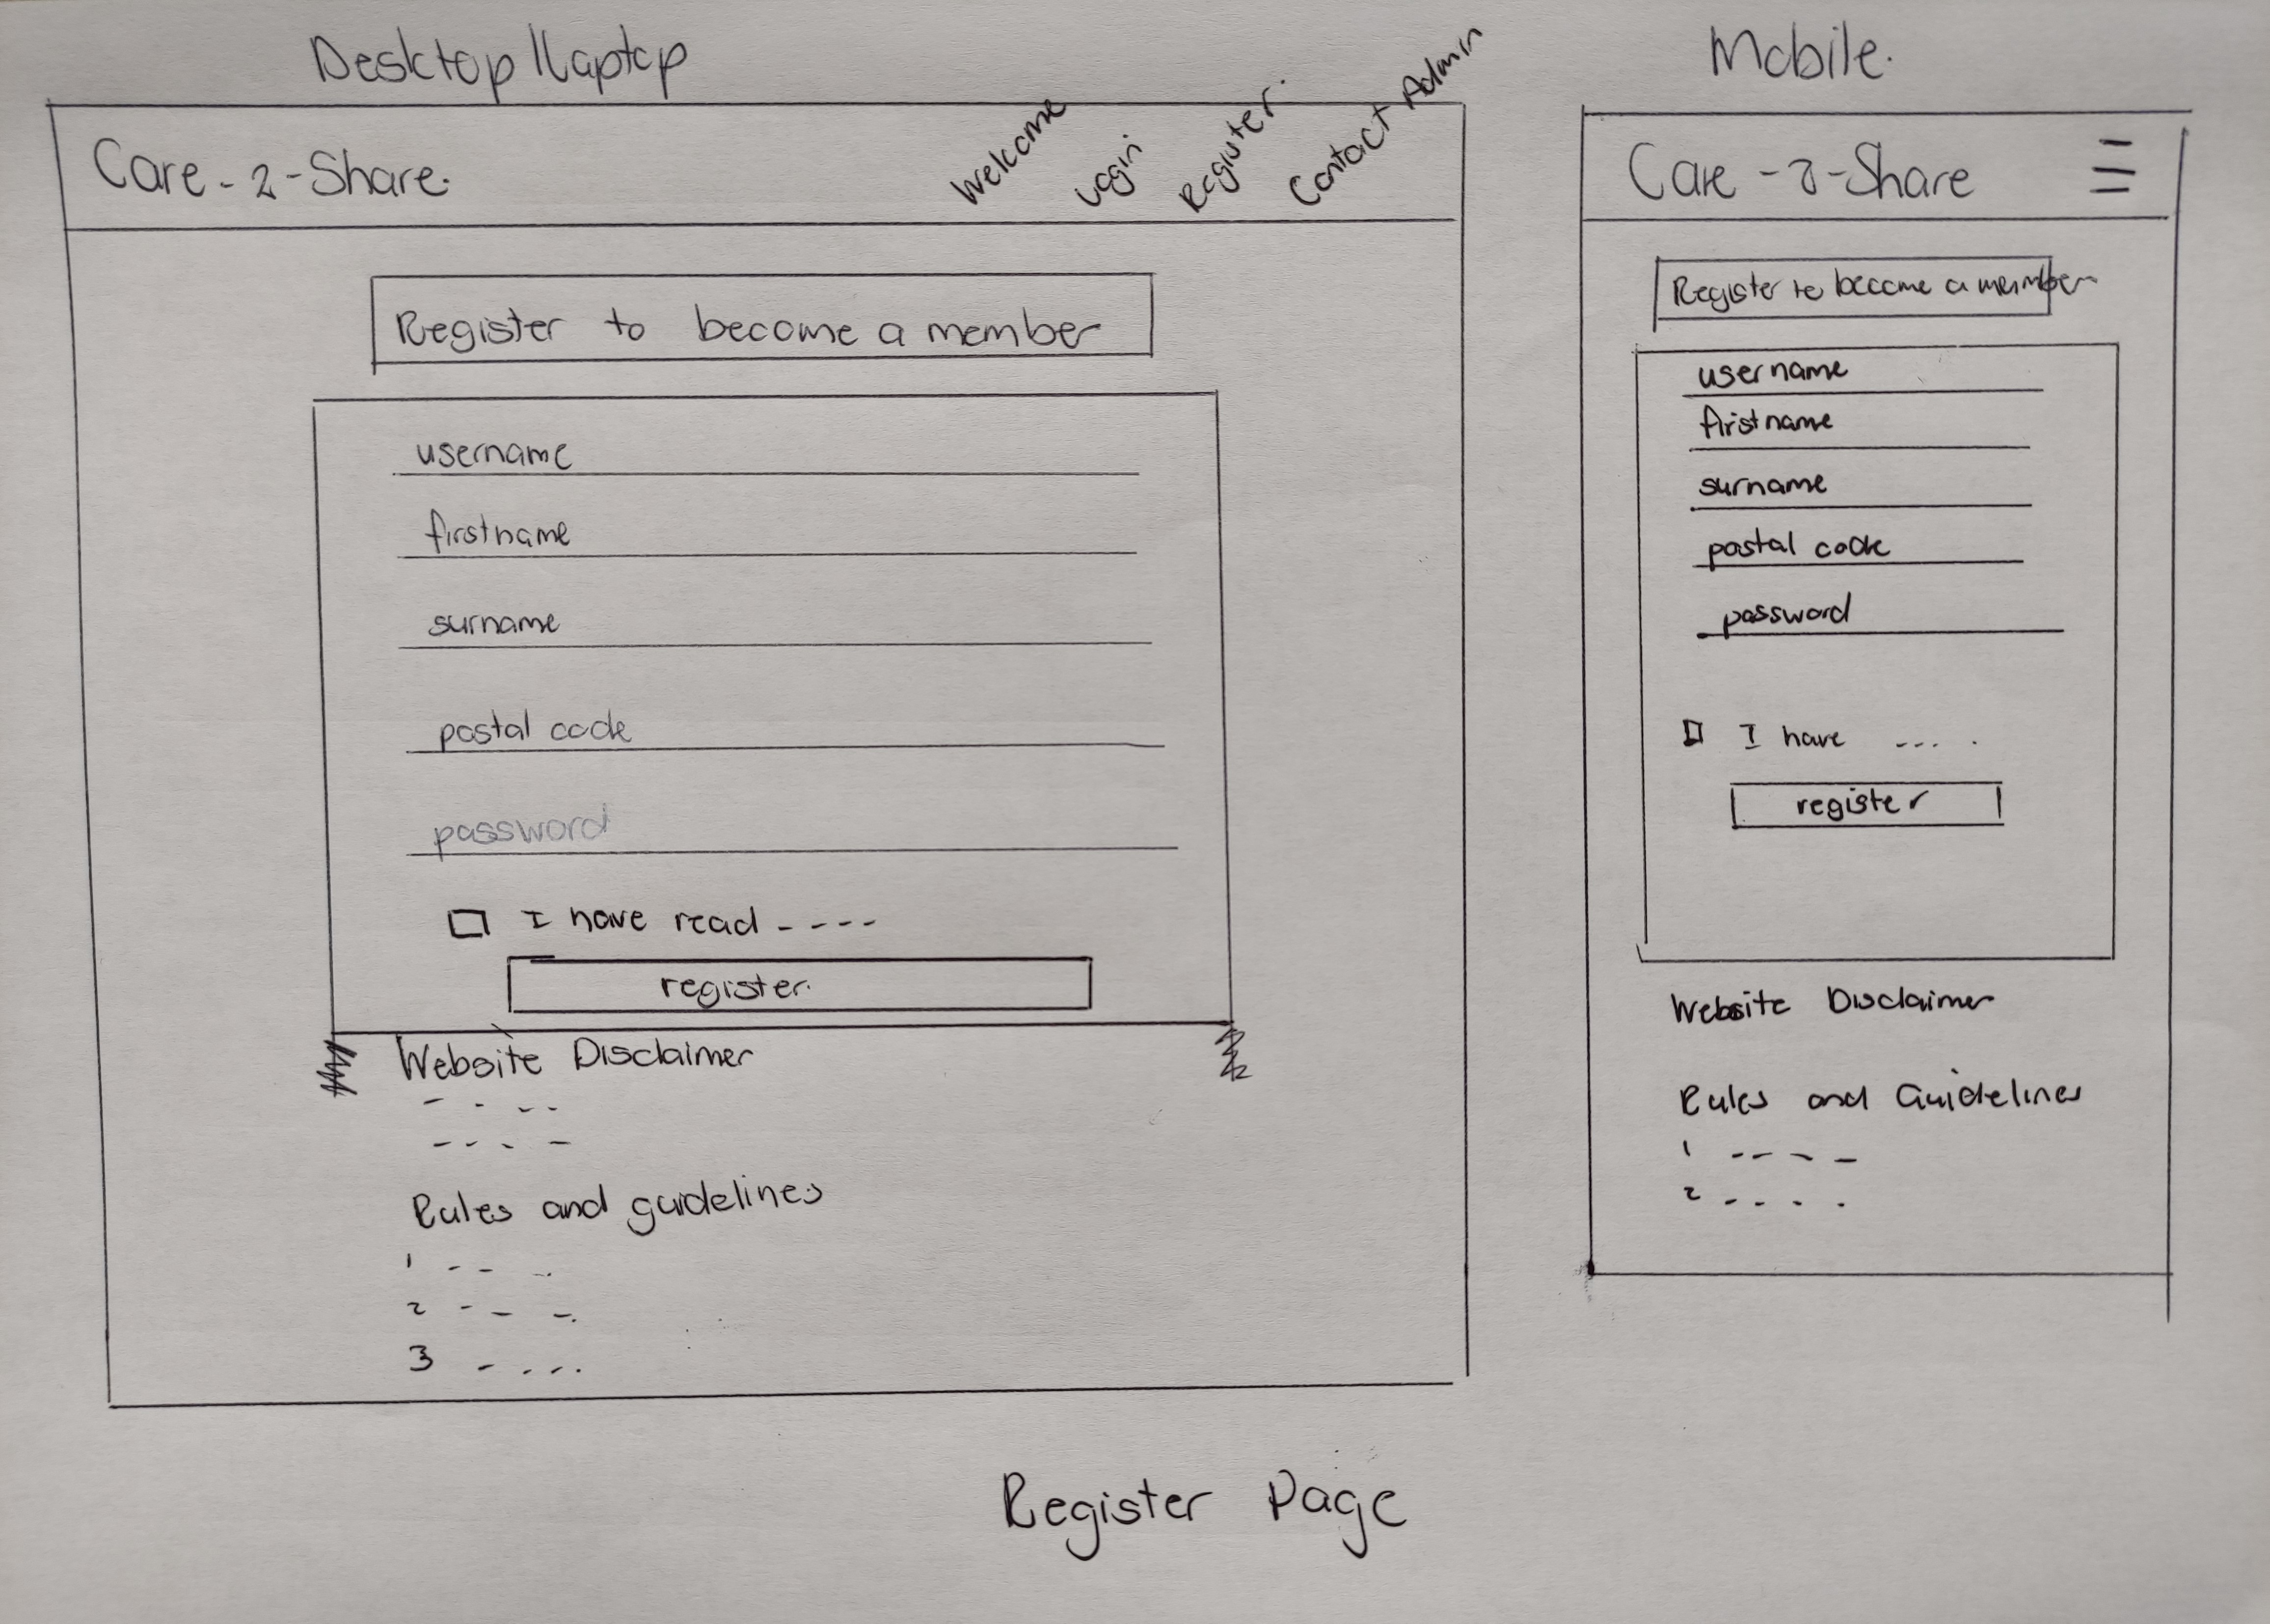 Desktop/Laptop
Care-2-Share.
Welcome
Login
Register.
Contact Admin
Register to become a member
username
firstname
surname
postal code
password
I have read ----
register.
Website Disclaimer
Rules and guidelines
1
2
3
Mobile.
Care-2-Share
Register to become a member
username
firstname
surname
postal code
password
I have ....
register
Website Disclaimer
Rules and Guidelines
1
2
Register Page